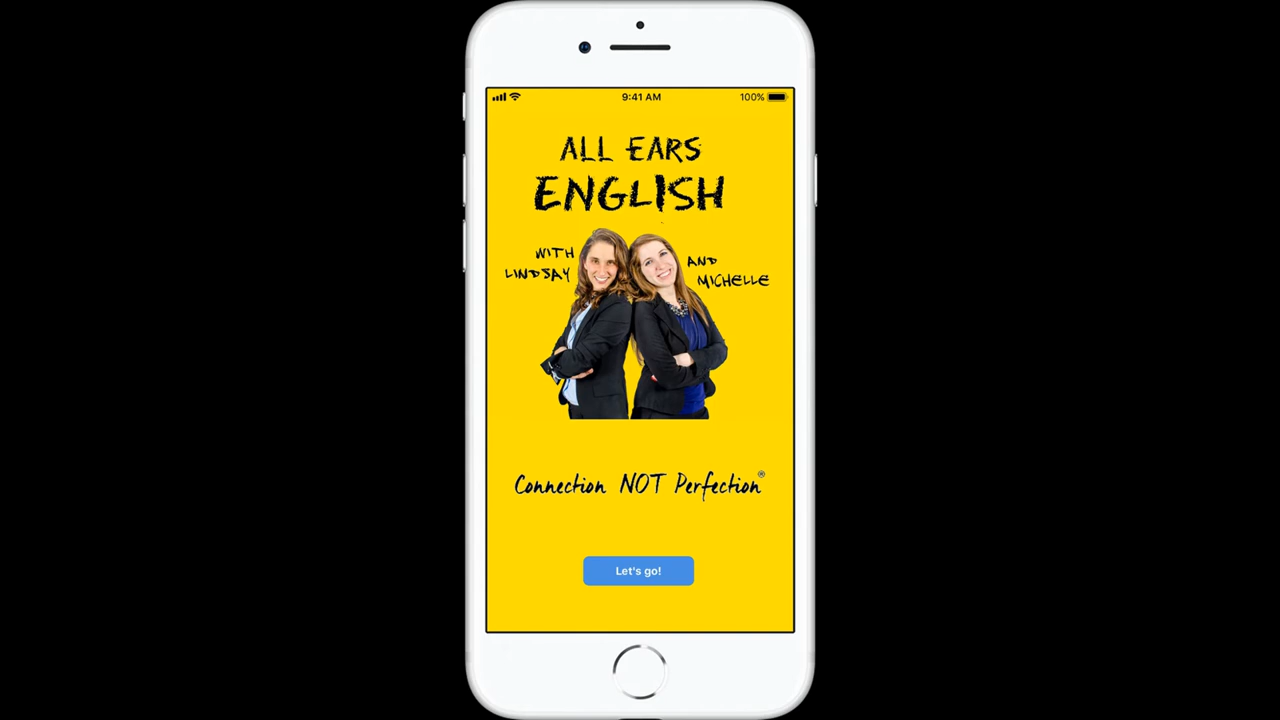 9:41 AM 100%
ALL EARS
ENGLISH
WITH
LINDSAY
AND
MICHELLE
Connection NOT Perfection®
Let's go!